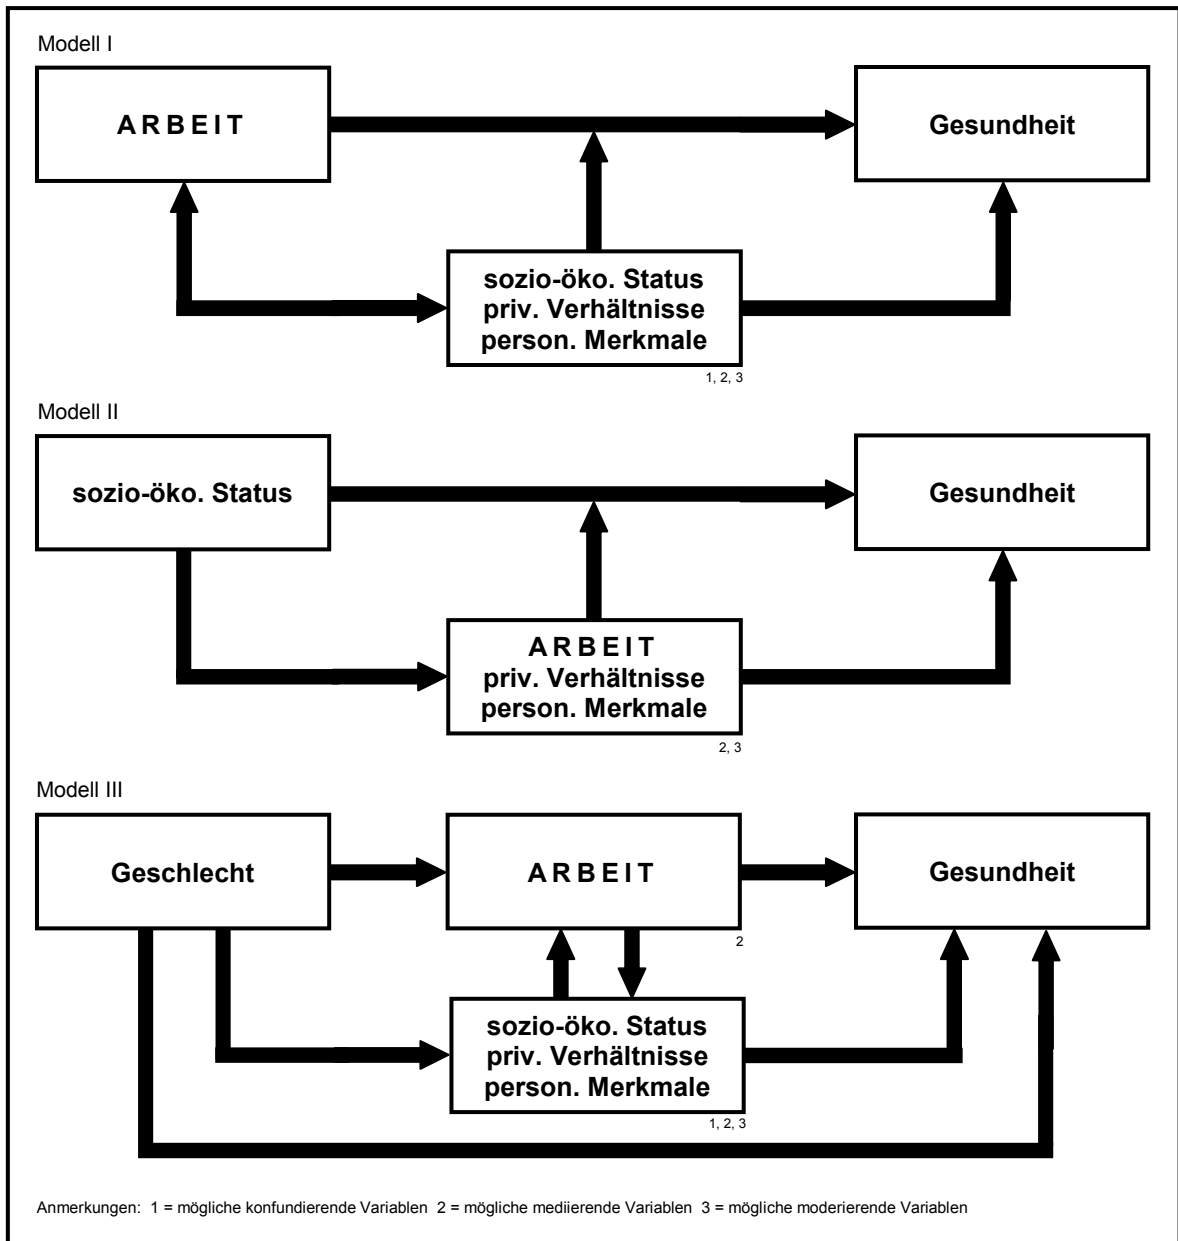 Modell I
ARBEIT
Gesundheit
sozio-öko. Status
priv. Verhältnisse
person. Merkmale
1, 2, 3
Modell II
sozio-öko. Status
Gesundheit
ARBEIT
priv. Verhältnisse
person. Merkmale
2, 3
Modell III
Geschlecht
ARBEIT
Gesundheit
2
sozio-öko. Status
priv. Verhältnisse
person. Merkmale
1, 2, 3
Anmerkungen: 1 = mögliche konfundierende Variablen 2 = mögliche mediierende Variablen 3 = mögliche moderierende Variablen